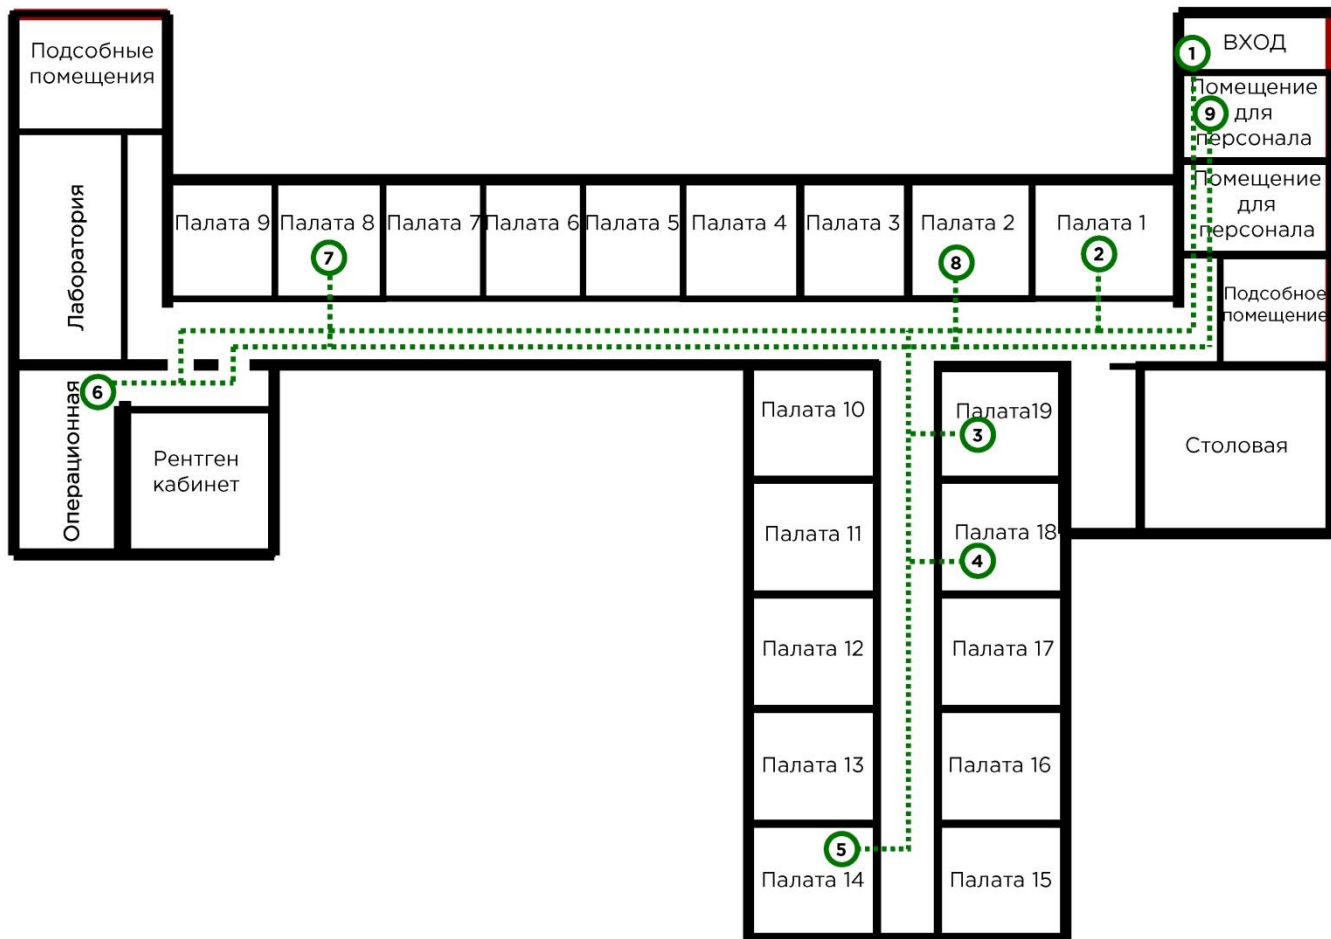 Подсобные
помещения
1
ВХОД
Помещение
9
для
персонала
Лаборатория
Помещение
для
персонала
Палата 9
Палата 8
Палата 7
Палата 6
Палата 5
Палата 4
Палата 3
Палата 2
Палата 1
7
8
2
Подсобное
помещение
6
Операционная
Рентген
кабинет
Палата 10
Палата19
3
Столовая
Палата 11
Палата 18
4
Палата 12
Палата 17
Палата 13
Палата 16
5
Палата 14
Палата 15